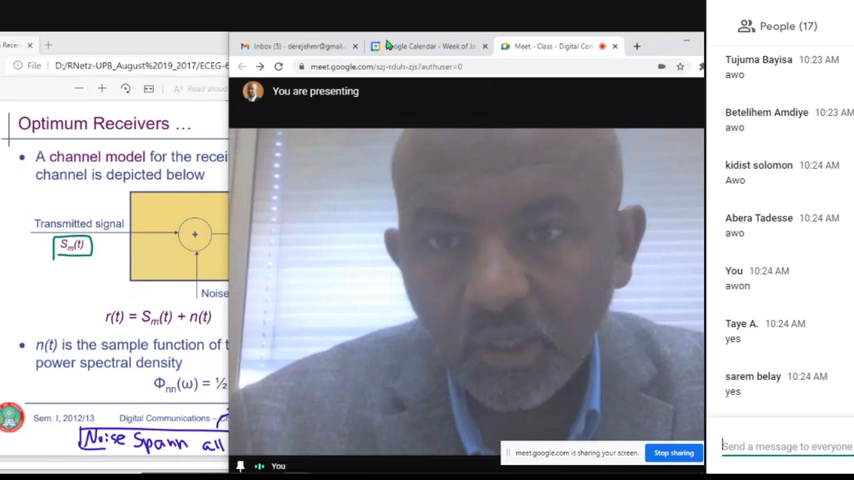 People (17)
Inbox (5) - derejehmr@gmail.c
ogle Calendar - Week of Ja
Meet - Class - Digital Con
File
D:/RNetz-UPB_August@2019_2017/ECEG-6
meet.google.com/szj-rduh-zjs?authuser=0
Read aloud
You are presenting
Optimum Receivers …
A channel model for the recei
channel is depicted below
Transmitted signal
Sm(t)
+
Noise
r(t) = Sm(t) + n(t)
n(t) is the sample function of t
power spectral density
Φnn(ω) = ½
Sem. I, 2012/13
Digital Communications –
Noise Spann all
You
meet.google.com is sharing your screen.
Stop sharing
Tujuma Bayisa 10:23 AM
awo
Betelihem Amdiye 10:23 AM
awo
kidist solomon 10:24 AM
Awo
Abera Tadesse 10:24 AM
awo
You 10:24 AM
awon
Taye A. 10:24 AM
yes
sarem belay 10:24 AM
yes
Send a message to everyone